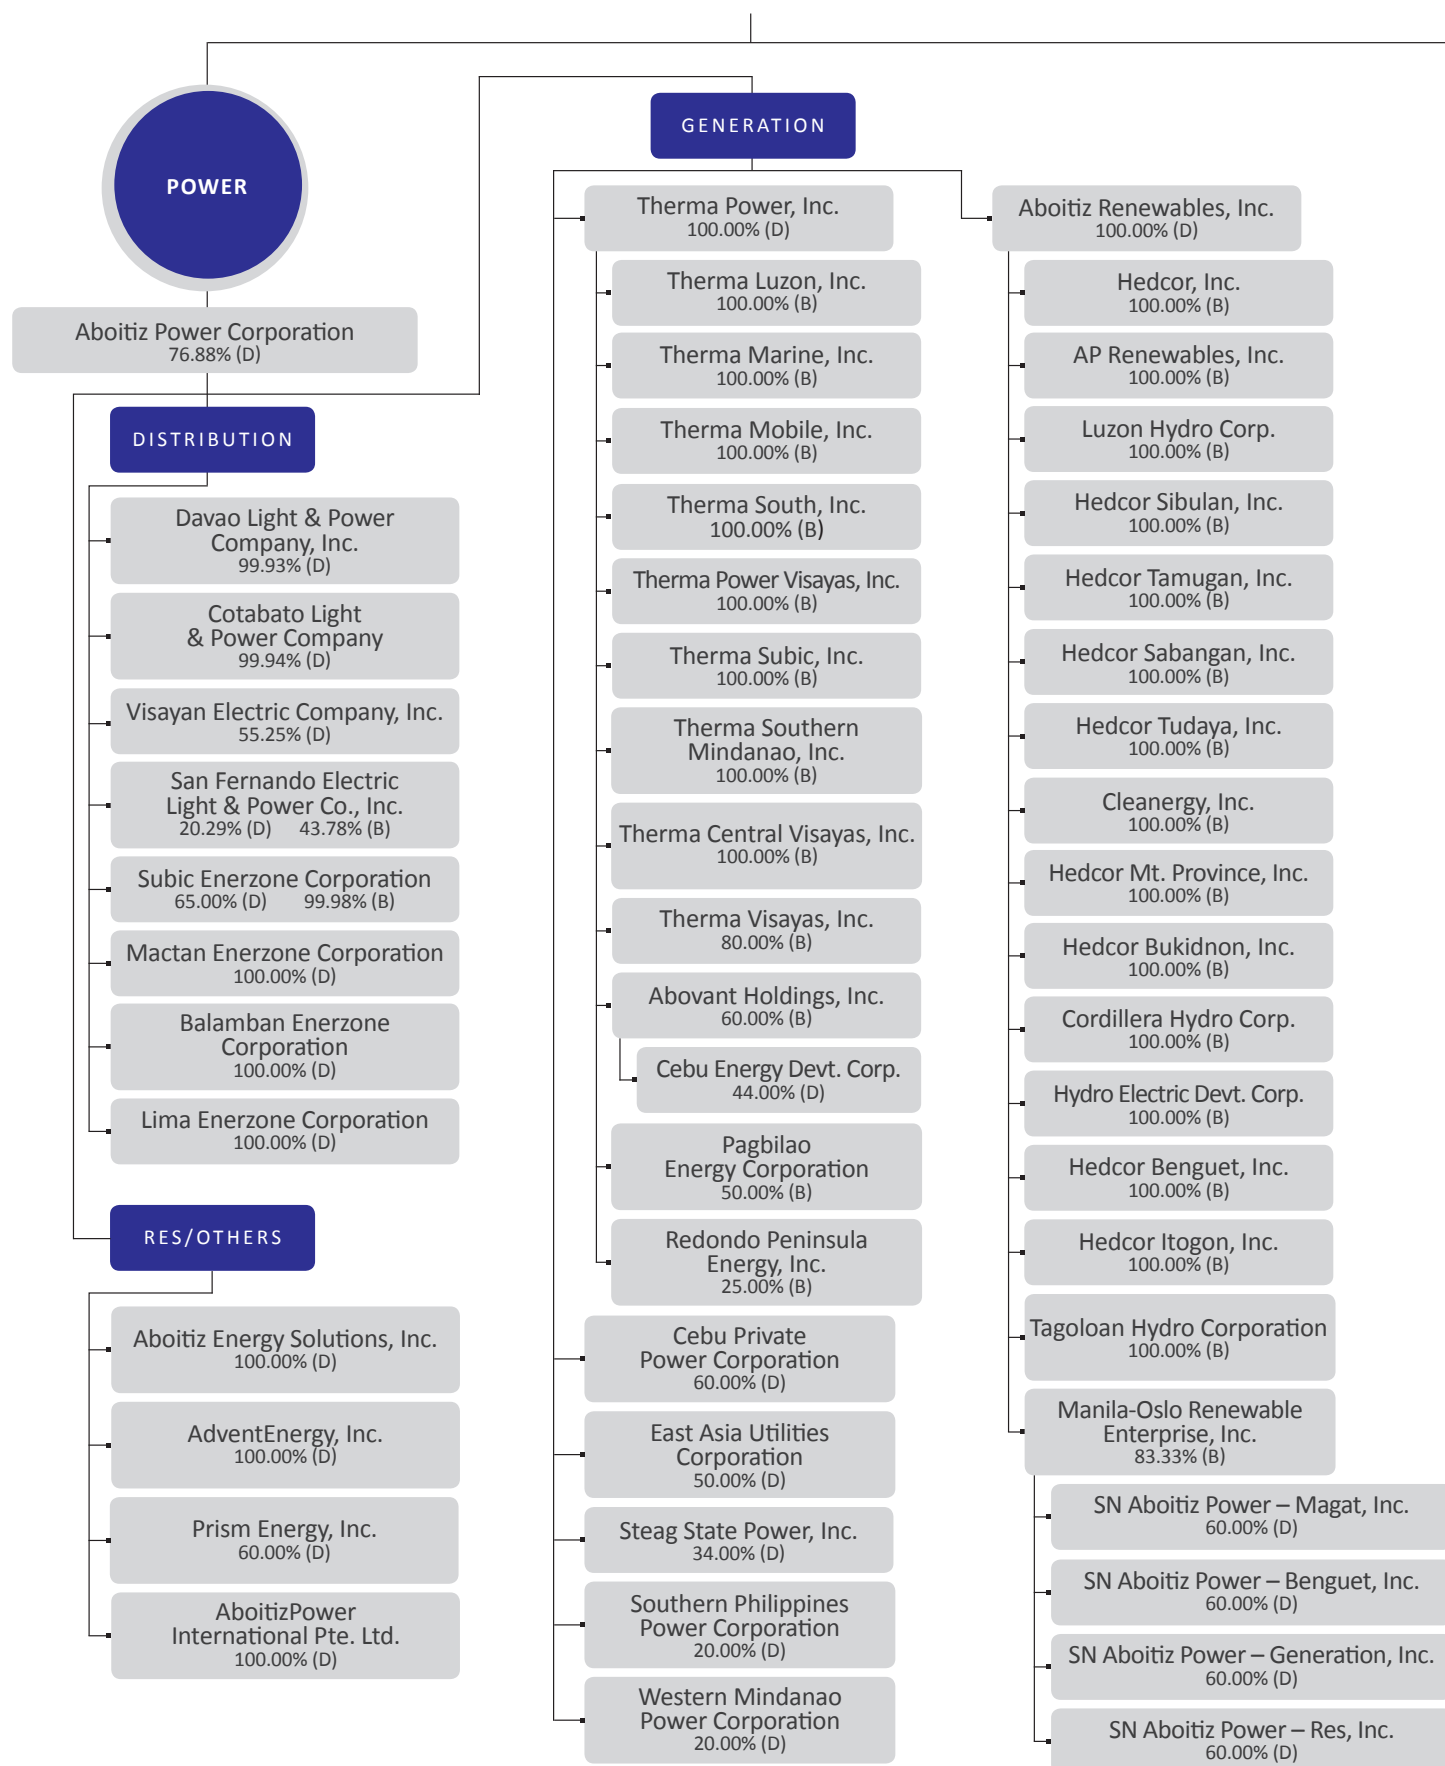 POWER
Aboitiz Power Corporation
76.88% (D)
DISTRIBUTION
Davao Light & Power
Company, Inc.
99.93% (D)
Cotabato Light
& Power Company
99.94% (D)
Visayan Electric Company, Inc.
55.25% (D)
San Fernando Electric
Light & Power Co., Inc.
20.29% (D) 43.78% (B)
Subic Enerzone Corporation
65.00% (D) 99.98% (B)
Mactan Enerzone Corporation
100.00% (D)
Balamban Enerzone
Corporation
100.00% (D)
Lima Enerzone Corporation
100.00% (D)
RES/OTHERS
Aboitiz Energy Solutions, Inc.
100.00% (D)
AdventEnergy, Inc.
100.00% (D)
Prism Energy, Inc.
60.00% (D)
AboitizPower
International Pte. Ltd.
100.00% (D)
GENERATION
Therma Power, Inc.
100.00% (D)
Therma Luzon, Inc.
100.00% (B)
Therma Marine, Inc.
100.00% (B)
Therma Mobile, Inc.
100.00% (B)
Therma South, Inc.
100.00% (B)
Therma Power Visayas, Inc.
100.00% (B)
Therma Subic, Inc.
100.00% (B)
Therma Southern
Mindanao, Inc.
100.00% (B)
Therma Central Visayas, Inc.
100.00% (B)
Therma Visayas, Inc.
80.00% (B)
Abovant Holdings, Inc.
60.00% (B)
Cebu Energy Devt. Corp.
44.00% (D)
Pagbilao
Energy Corporation
50.00% (B)
Redondo Peninsula
Energy, Inc.
25.00% (B)
Cebu Private
Power Corporation
60.00% (D)
East Asia Utilities
Corporation
50.00% (D)
Steag State Power, Inc.
34.00% (D)
Southern Philippines
Power Corporation
20.00% (D)
Western Mindanao
Power Corporation
20.00% (D)
Aboitiz Renewables, Inc.
100.00% (D)
Hedcor, Inc.
100.00% (B)
AP Renewables, Inc.
100.00% (B)
Luzon Hydro Corp.
100.00% (B)
Hedcor Sibulan, Inc.
100.00% (B)
Hedcor Tamugan, Inc.
100.00% (B)
Hedcor Sabangan, Inc.
100.00% (B)
Hedcor Tudaya, Inc.
100.00% (B)
Cleanergy, Inc.
100.00% (B)
Hedcor Mt. Province, Inc.
100.00% (B)
Hedcor Bukidnon, Inc.
100.00% (B)
Cordillera Hydro Corp.
100.00% (B)
Hydro Electric Devt. Corp.
100.00% (B)
Hedcor Benguet, Inc.
100.00% (B)
Hedcor Itogon, Inc.
100.00% (B)
Tagoloan Hydro Corporation
100.00% (B)
Manila-Oslo Renewable
Enterprise, Inc.
83.33% (B)
SN Aboitiz Power – Magat, Inc.
60.00% (D)
SN Aboitiz Power – Benguet, Inc.
60.00% (D)
SN Aboitiz Power – Generation, Inc.
60.00% (D)
SN Aboitiz Power – Res, Inc.
60.00% (D)